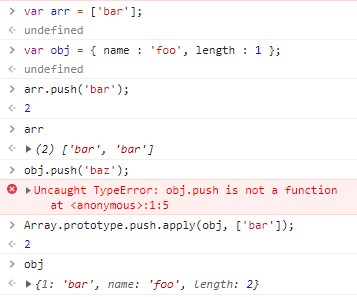 > var arr = ['bar'];
< undefined
> var obj = { name : 'foo', length : 1 };
< undefined
> arr.push('bar');
< 2
> arr
< ▶ (2) ['bar', 'bar']
> obj.push('baz');
▶ Uncaught TypeError: obj.push is not a function
at <anonymous>:1:5
> Array.prototype.push.apply(obj, ['bar']);
< 2
> obj
< ▶ {1: 'bar', name: 'foo', length: 2}